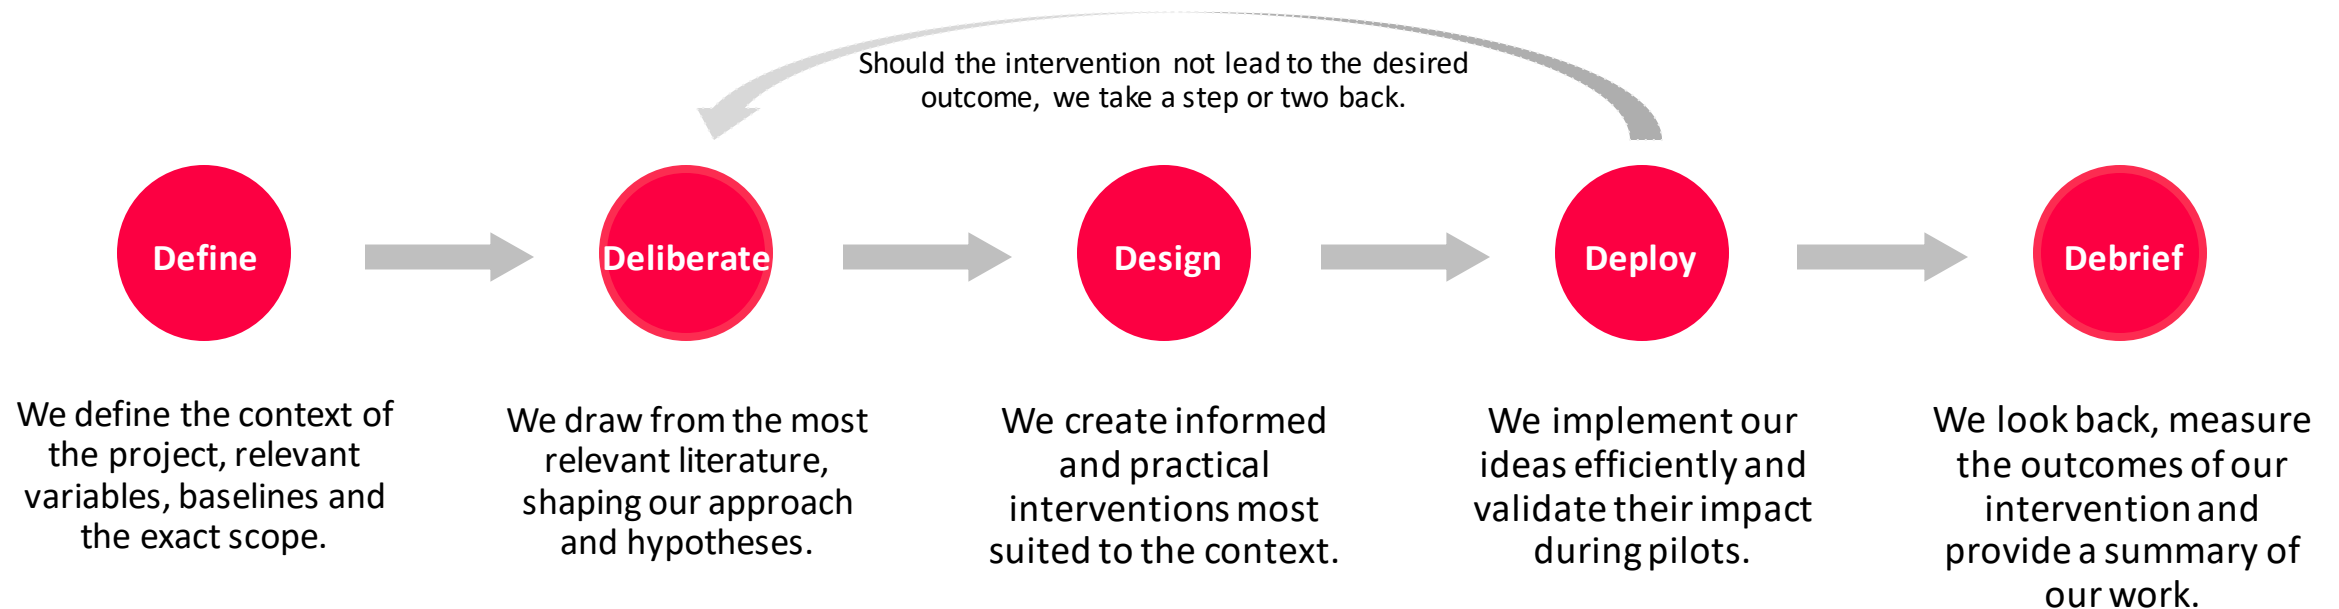 Should the intervention not lead to the desired
outcome, we take a step or two back.
Define
Deliberate
Design
Deploy
Debrief
We define the context of
the project, relevant
variables, baselines and
the exact scope.
We draw from the most
relevant literature,
shaping our approach
and hypotheses.
We create informed
and practical
interventions most
suited to the context.
We implement our
ideas efficiently and
validate their impact
during pilots.
We look back, measure
the outcomes of our
intervention and
provide a summary of
our work.